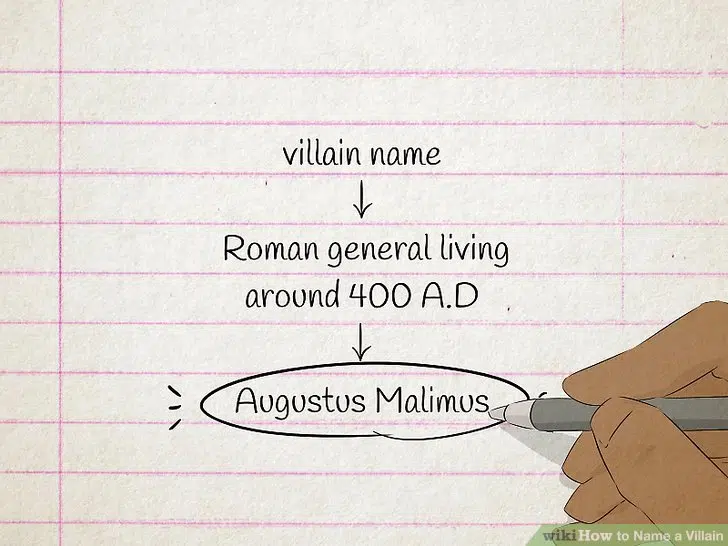 villain name
Roman general living
around 400 A.D
Augustus Malimus
wikiHow to Name a Villain